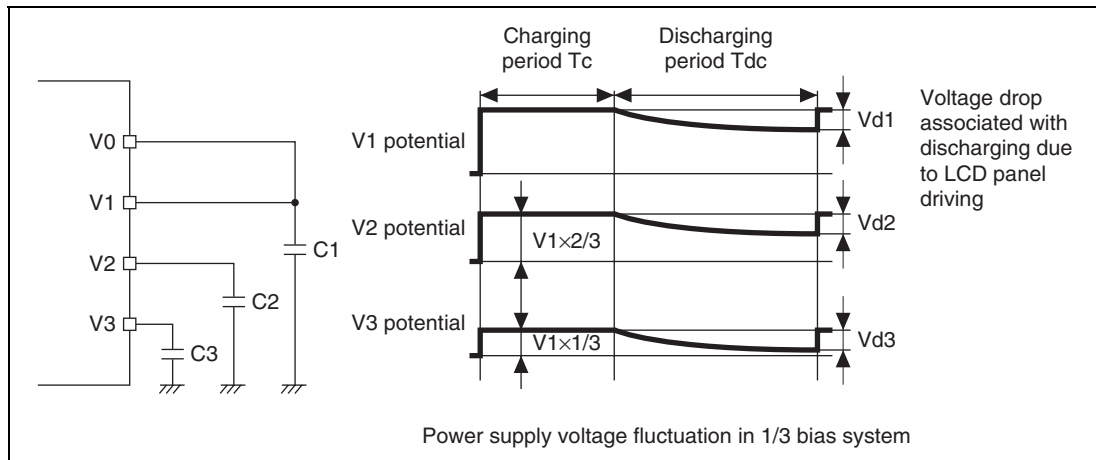 Charging
period Tc
Discharging
period Tdc
V0
V1
V2
V3
C1
C2
C3
V1 potential
Vd1
Voltage drop
associated with
discharging due
to LCD panel
driving
V2 potential
V1×2/3
Vd2
V3 potential
V1×1/3
Vd3
Power supply voltage fluctuation in 1/3 bias system